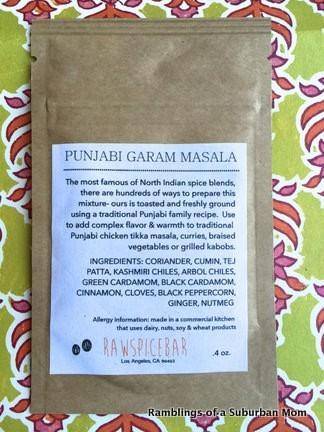 PUNJABI GARAM MASALA
The most famous of North Indian spice blends,
there are hundreds of ways to prepare this
mixture- ours is toasted and freshly ground
using a traditional Punjabi family recipe. Use
to add complex flavor & warmth to traditional
Punjabi chicken tikka masala, curries, braised
vegetables or grilled kabobs.
INGREDIENTS: CORIANDER, CUMIN, TEJ
PATTA, KASHMIRI CHILES, ARBOL CHILES,
GREEN CARDAMOM, BLACK CARDAMOM,
CINNAMON, CLOVES, BLACK PEPPERCORN,
GINGER, NUTMEG
Allergy information: made in a commercial kitchen
that uses dairy, nuts, soy & wheat products
RAWSPICEBAR
.4 oz.
Los Angeles, CA 90403
Ramblings of a Suburban Mom